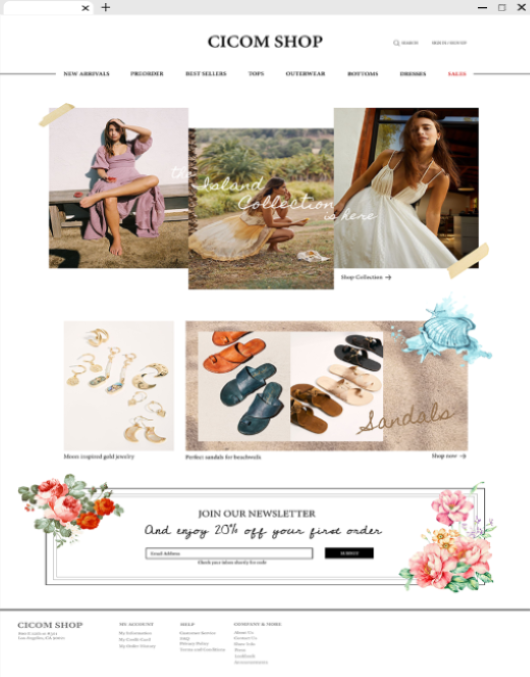 CICOM SHOP
SEARCH
SIGN IN / SIGN UP
NEW ARRIVALS PREORDER BEST SELLERS TOPS OUTERWEAR BOTTOMS DRESSES SALES
the Island
Collection
is here
Shop Collection →
Sandals
Moon inspired gold jewelry
Perfect sandals for beachwalk
Shop now →
JOIN OUR NEWSLETTER
And enjoy 20% off your first order
Email Address
SUBMIT
Check your inbox shortly for code
CICOM SHOP
Los Angeles, CA
MY ACCOUNT
My Information
My Credit Card
My Order History
HELP
Customer Service
FAQ
Privacy Policy
Terms and Conditions
COMPANY & MORE
About Us
Contact Us
Store Info
Press
Lookbook